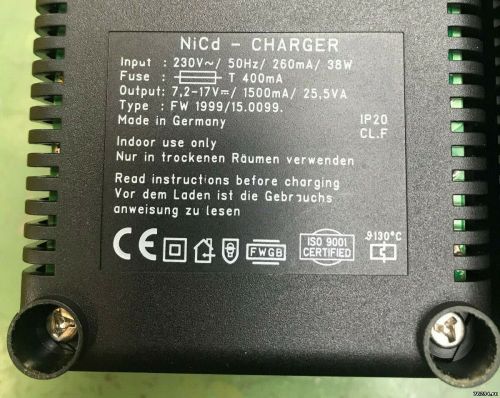 NiCd - CHARGER
Input : 230V~/ 50Hz/ 260mA/ 38W
Fuse : T 400mA
Output: 7,2-17V⎓/ 1500mA/ 25,5VA
Type : FW 1999/15.0099.
Made in Germany IP20
CL.F
Indoor use only
Nur in trockenen Räumen verwenden
Read instructions before charging
Vor dem Laden ist die Gebrauchs
anweisung zu lesen
CE FWGB ISO 9001 CERTIFIED ϑ130°C